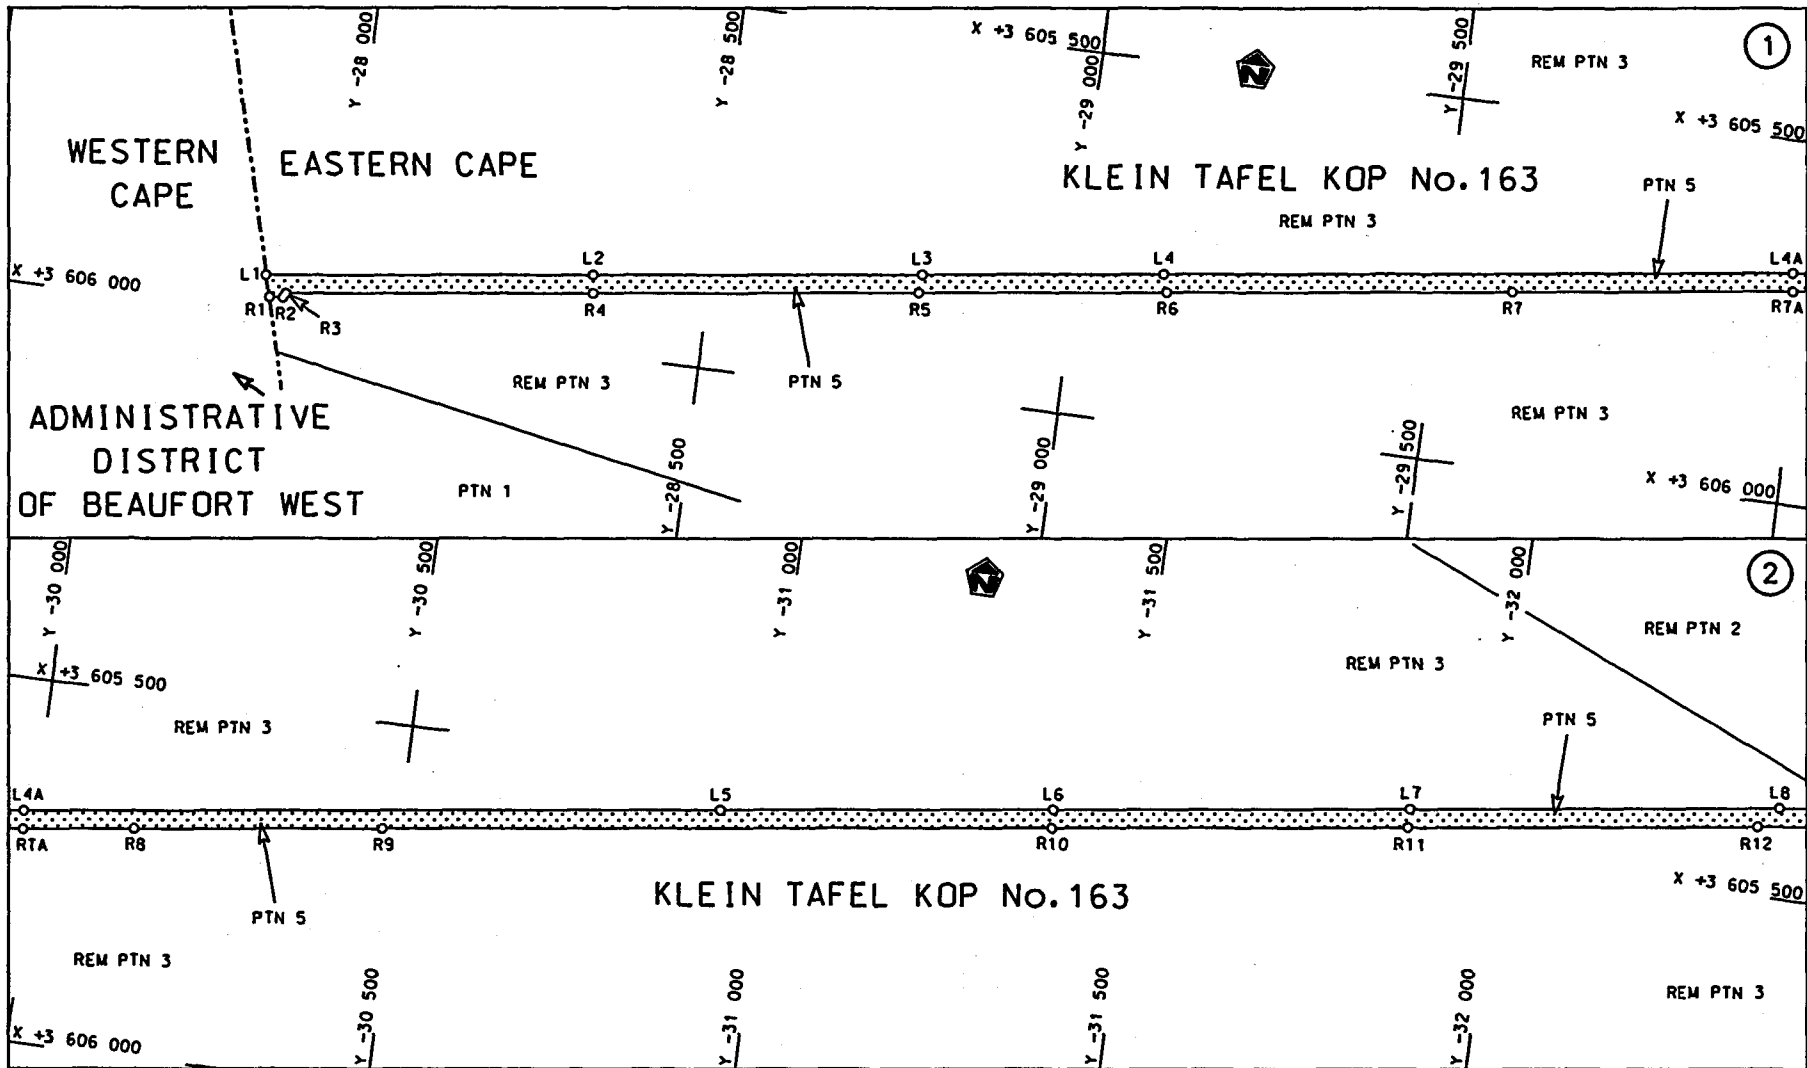 Y -28 000
Y -28 500
X +3 605 500
Y -29 000
N
Y -29 500
REM PTN 3
1
X +3 605 500
WESTERN
CAPE
EASTERN CAPE
KLEIN TAFEL KOP No.163
PTN 5
REM PTN 3
X +3 606 000
L1
L2
L3
L4
L4A
R1
R2
R3
R4
R5
R6
R7
R7A
REM PTN 3
PTN 5
REM PTN 3
ADMINISTRATIVE
DISTRICT
OF BEAUFORT WEST
PTN 1
Y -28 500
Y -29 000
Y -29 500
X +3 606 000
Y -30 000
Y -30 500
Y -31 000
N
Y -31 500
Y -32 000
2
REM PTN 2
REM PTN 3
X +3 605 500
REM PTN 3
PTN 5
L4A
L5
L6
L7
L8
R7A
R8
R9
R10
R11
R12
KLEIN TAFEL KOP No.163
X +3 605 500
PTN 5
REM PTN 3
REM PTN 3
X +3 606 000
Y -30 500
Y -31 000
Y -31 500
Y -32 000